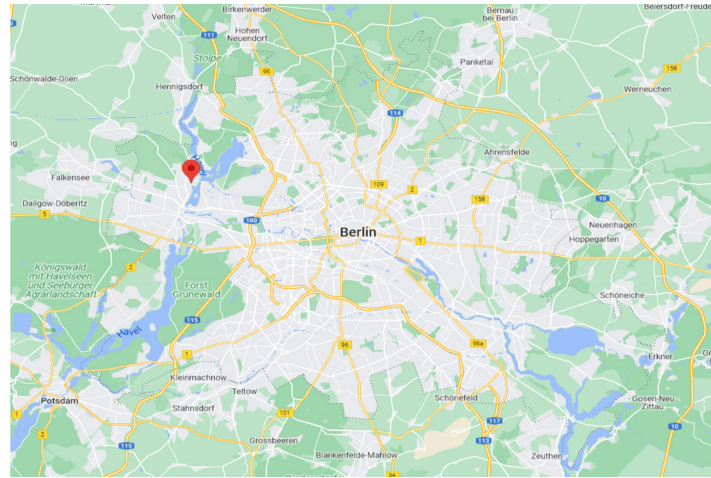 Birkenwerder
Beiersdorf-Freude
Velten
Bernau
bei Berlin
111
Hohen
Neuendorf
Stolpe
96
Panketal
158
Schönwalde-Glien
Hennigsdorf
Werneuchen
114
Havel
Ahrensfelde
Falkensee
109
2
158
10
Dallgow-Döberitz
5
100
Neuenhagen
Berlin
1
Hoppegarten
Königswald
mit Havelseen
und Seeburger
Agrarlandschaft
2
Forst
Grunewald
Schöneiche
115
Havel
96
96a
1
Erkner
Kleinmachnow
Potsdam
Teltow
Schönefeld
Gosen-Neu
Zittau
Stahnsdorf
1
101
117
10
2
115
Grossbeeren
113
Blankenfelde-Mahlow
Zeuthen
96